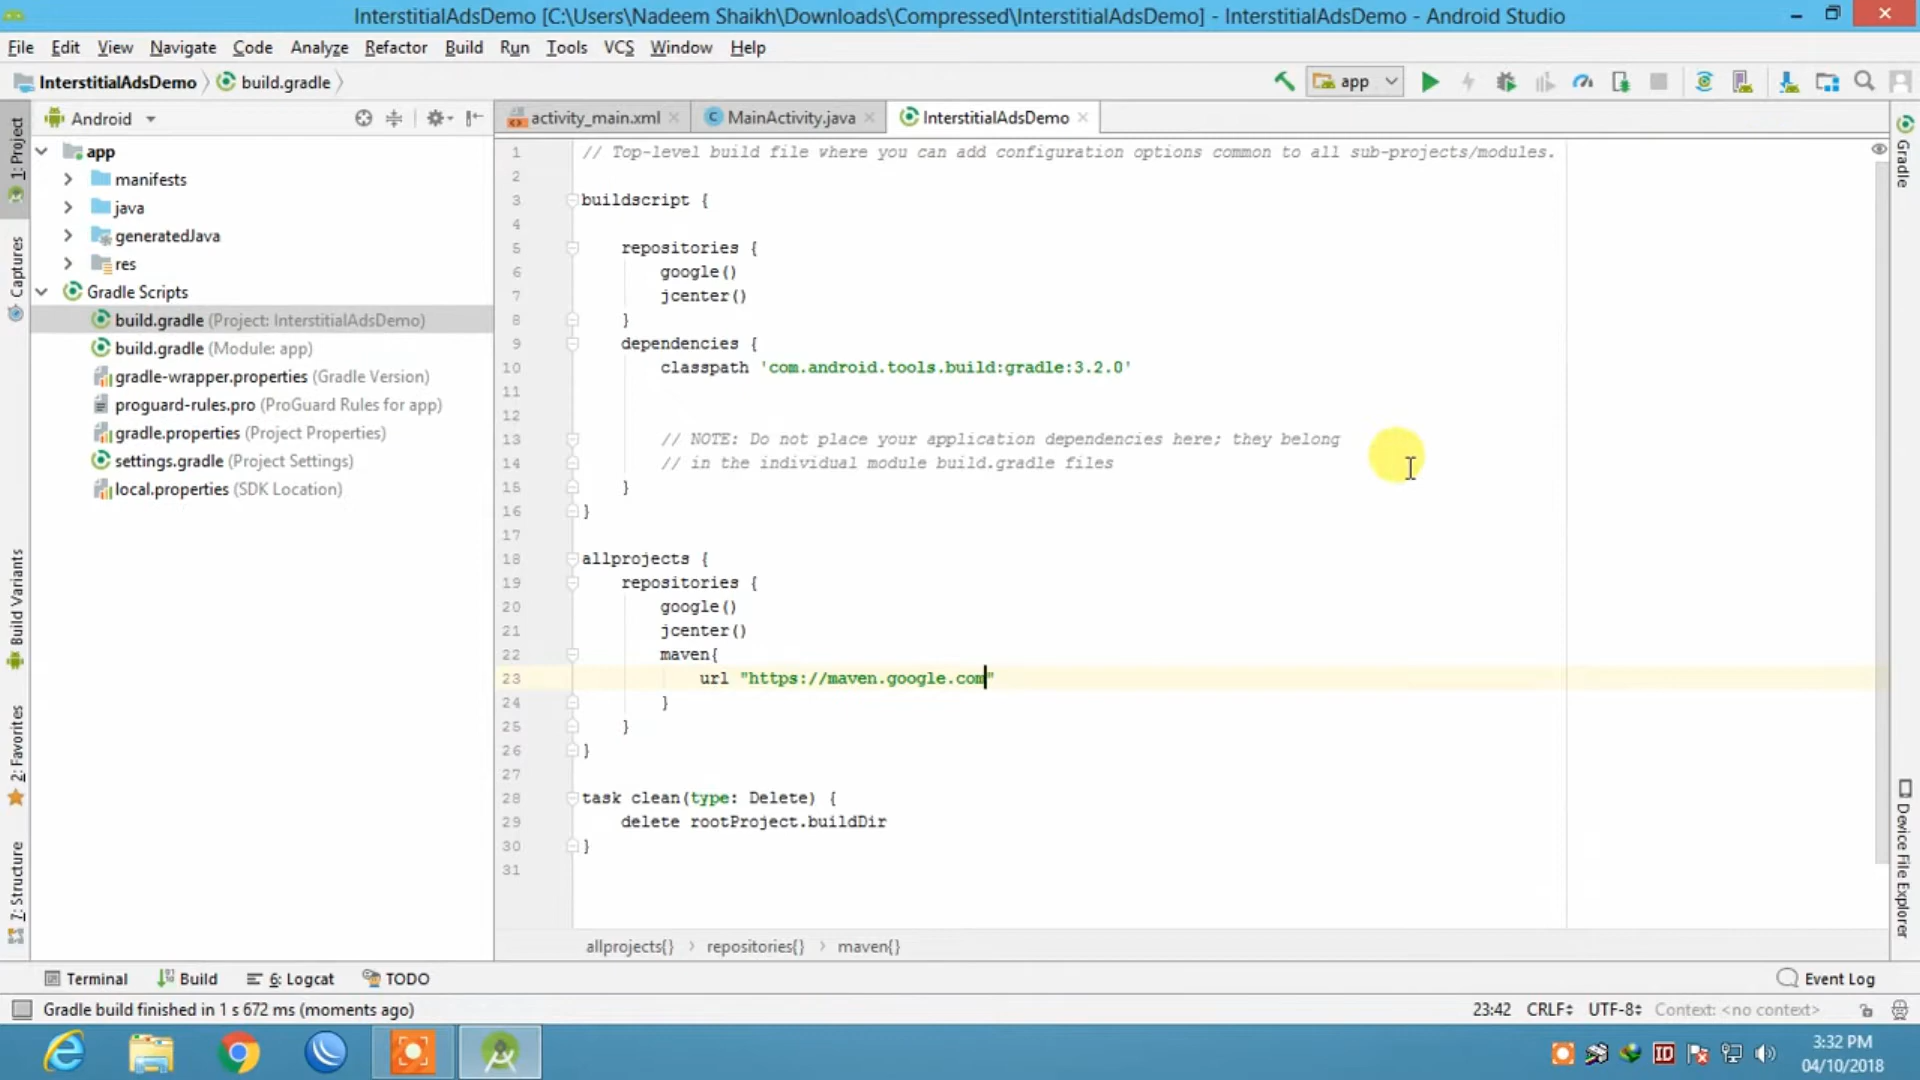 InterstitialAdsDemo [C:\Users\Nadeem Shaikh\Downloads\Compressed\InterstitialAdsDemo] - InterstitialAdsDemo - Android Studio
File Edit View Navigate Code Analyze Refactor Build Run Tools VCS Window Help
InterstitialAdsDemo build.gradle
app
Android
activity_main.xml
MainActivity.java
InterstitialAdsDemo
1: Project
Captures
Build Variants
2: Favorites
7: Structure
app
manifests
java
generatedJava
res
Gradle Scripts
build.gradle (Project: InterstitialAdsDemo)
build.gradle (Module: app)
gradle-wrapper.properties (Gradle Version)
proguard-rules.pro (ProGuard Rules for app)
gradle.properties (Project Properties)
settings.gradle (Project Settings)
local.properties (SDK Location)
1 // Top-level build file where you can add configuration options common to all sub-projects/modules.
2
3 buildscript {
4
5 repositories {
6 google()
7 jcenter()
8 }
9 dependencies {
10 classpath 'com.android.tools.build:gradle:3.2.0'
11
12
13 // NOTE: Do not place your application dependencies here; they belong
14 // in the individual module build.gradle files
15 }
16 }
17
18 allprojects {
19 repositories {
20 google()
21 jcenter()
22 maven{
23 url "https://maven.google.com"
24 }
25 }
26 }
27
28 task clean(type: Delete) {
29 delete rootProject.buildDir
30 }
31
allprojects{} repositories{} maven{}
Gradle
Device File Explorer
Terminal Build 6: Logcat TODO Event Log
Gradle build finished in 1 s 672 ms (moments ago) 23:42 CRLF UTF-8 Context: <no context>
3:32 PM
04/10/2018